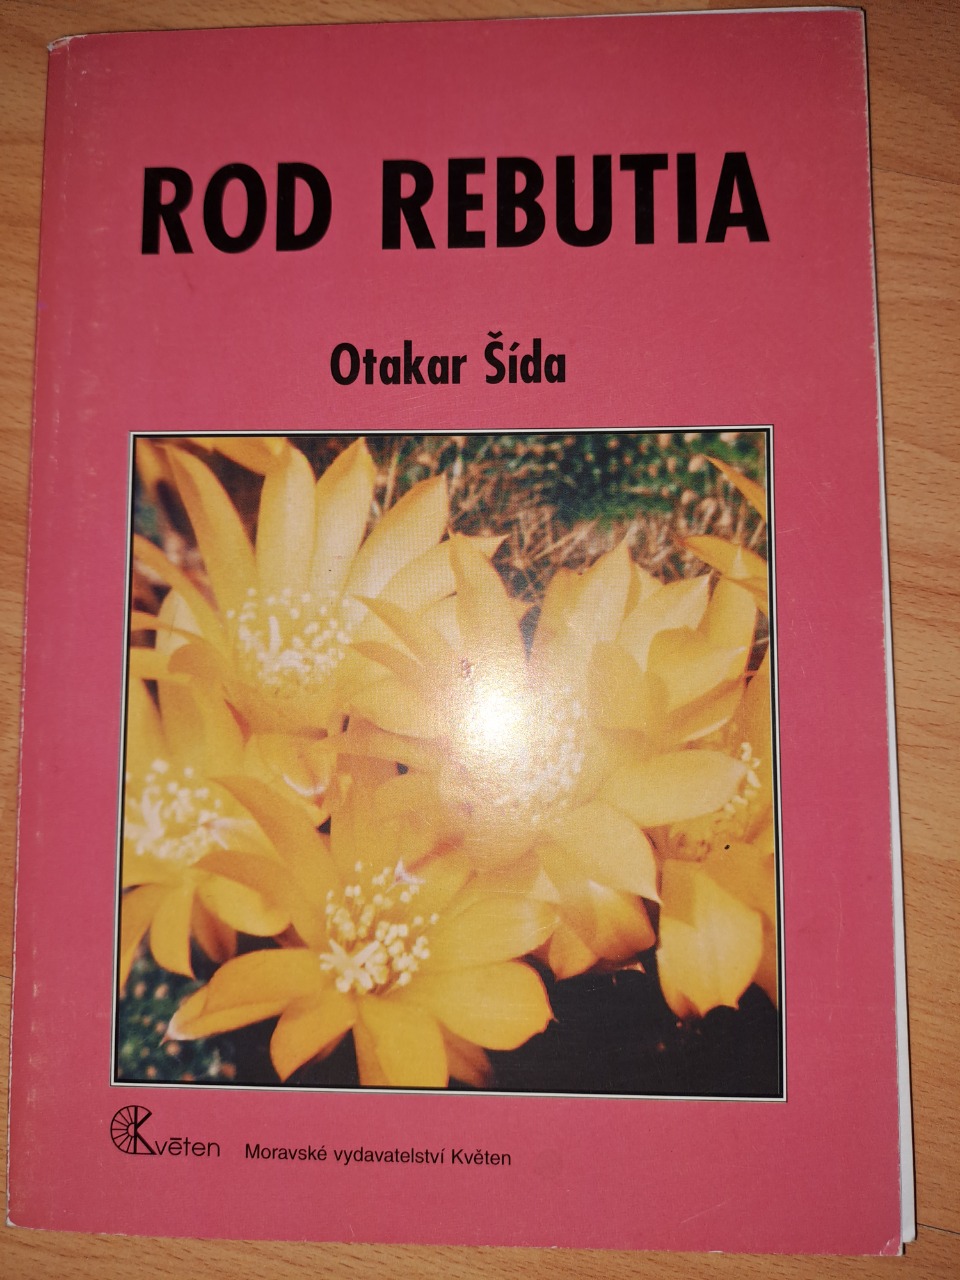 ROD REBUTIA
Otakar Šída
Květen
Moravské vydavatelství Květen